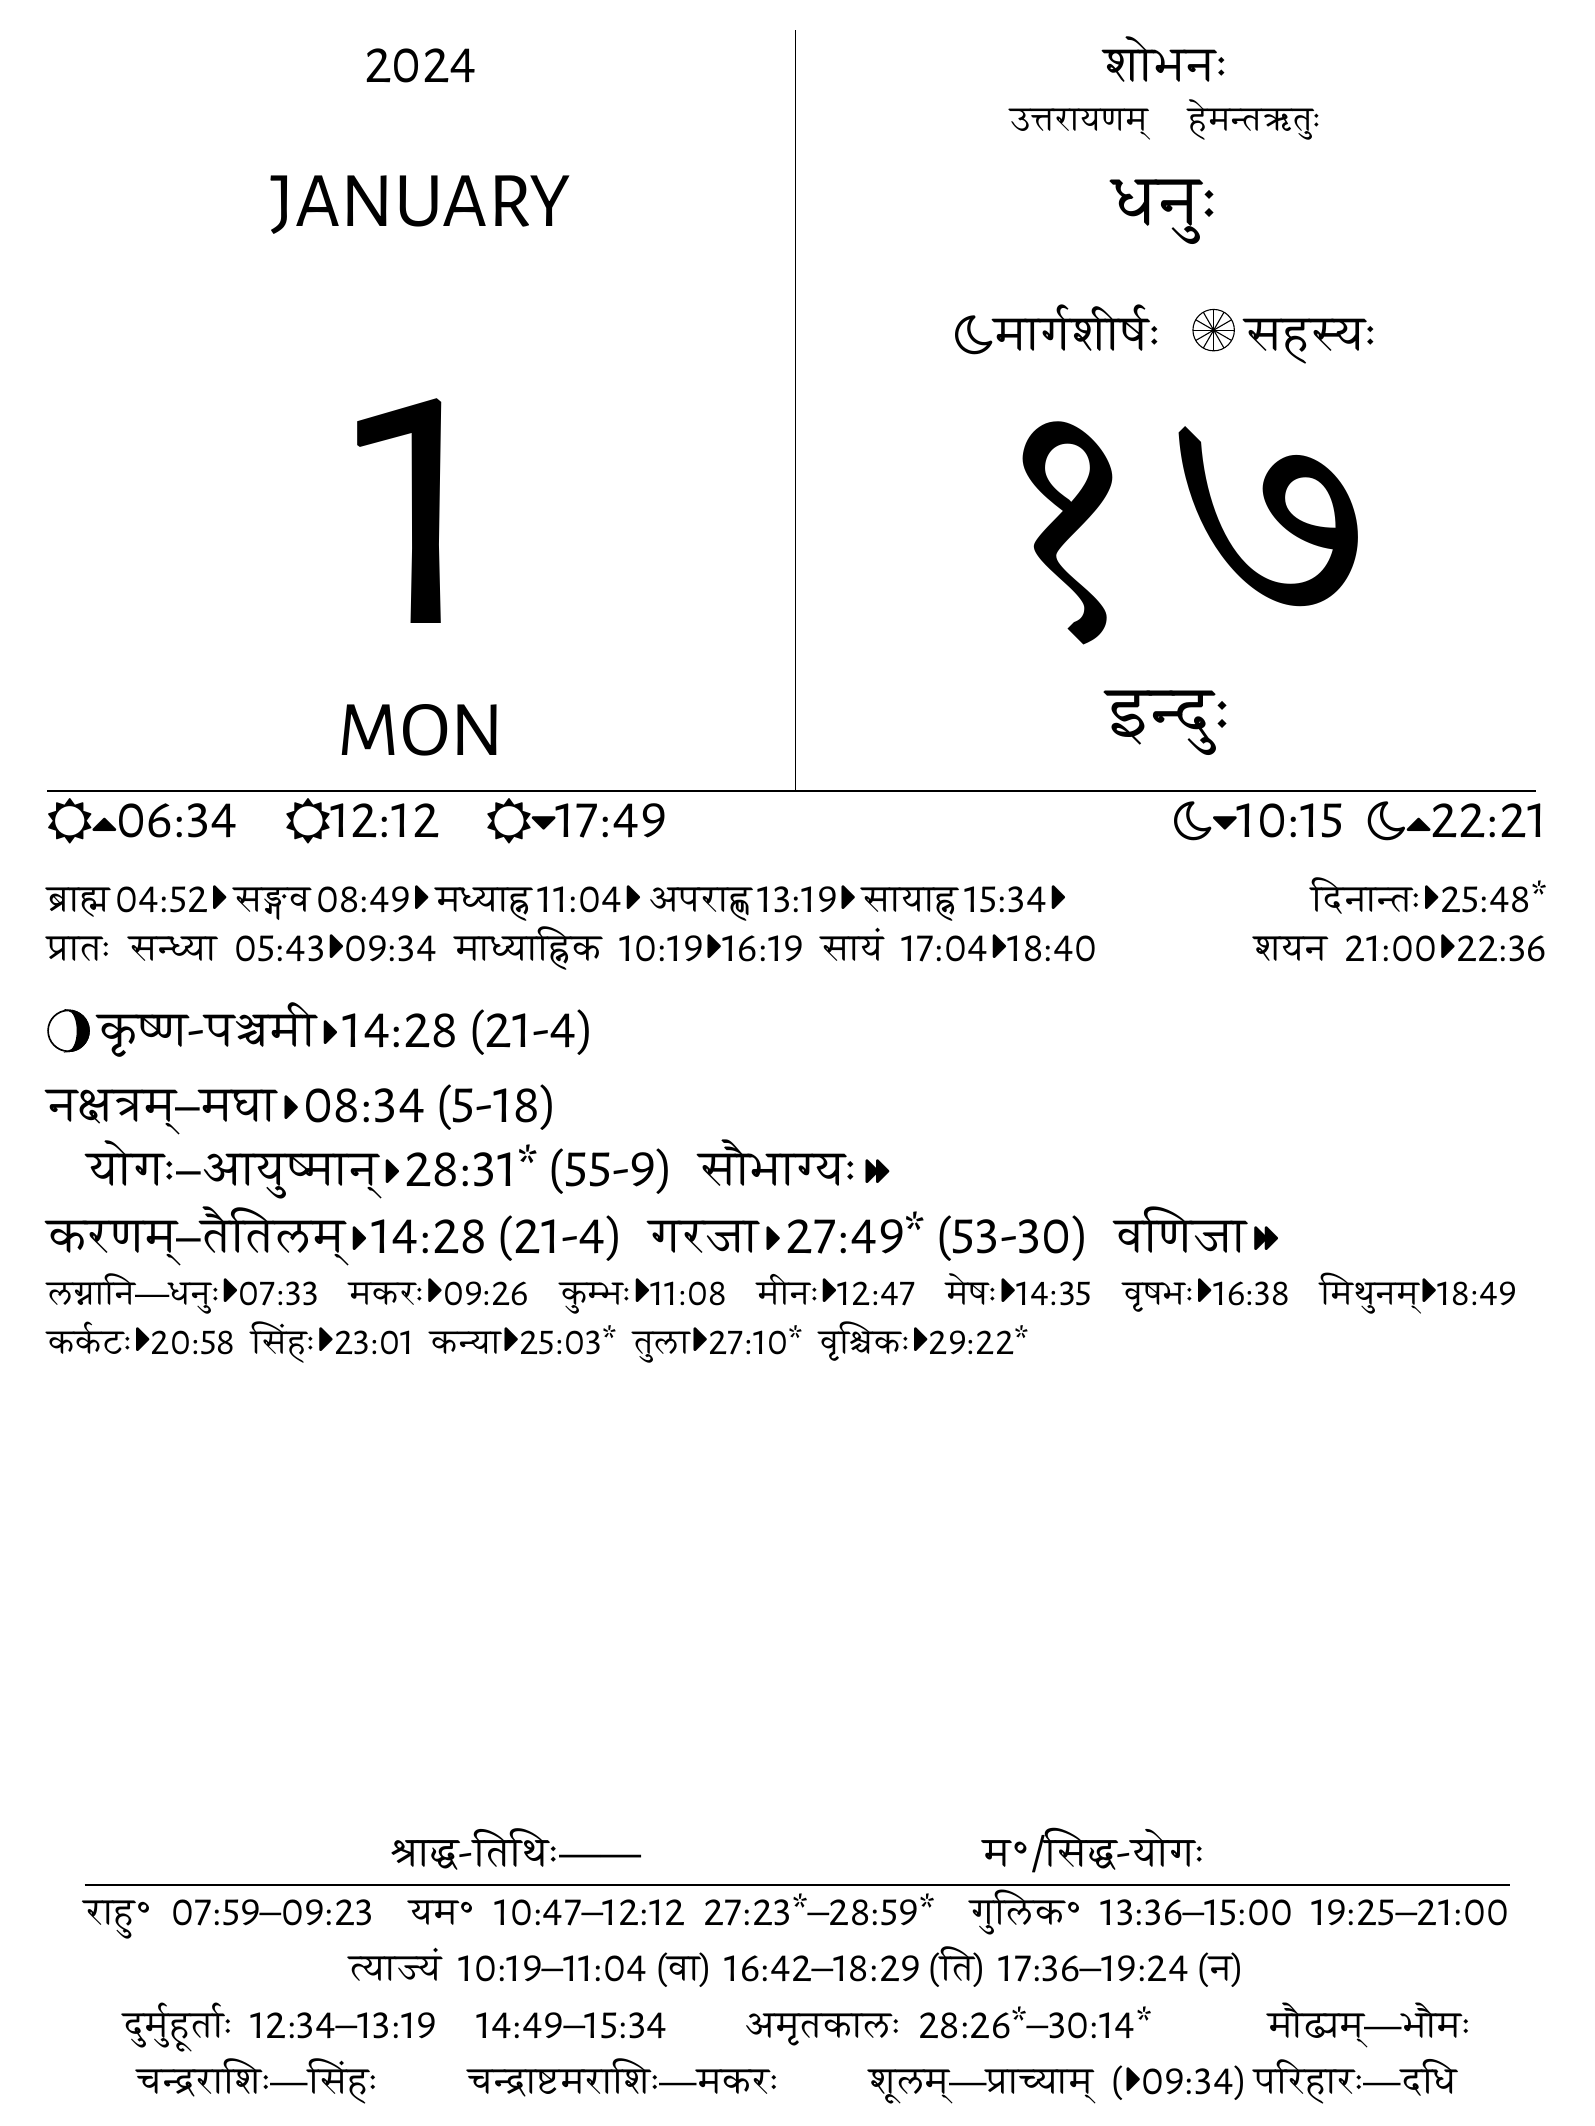 2024
JANUARY
1
MON
शोभनः
उत्तरायणम् हेमन्तऋतुः
धनुः
मार्गशीर्षः सहस्यः
१७
इन्दुः
06:34 12:12 17:49 10:15 22:21
ब्राह्म 04:52 सङ्गव 08:49 मध्याह्न 11:04 अपराह्ण 13:19 सायाह्न 15:34 दिनान्तः 25:48*
प्रातः सन्ध्या 05:43 09:34 माध्याह्निक 10:19 16:19 सायं 17:04 18:40 शयन 21:00 22:36
कृष्ण-पञ्चमी 14:28 (21-4)
नक्षत्रम्–मघा 08:34 (5-18)
योगः–आयुष्मान् 28:31* (55-9) सौभाग्यः
करणम्–तैतिलम् 14:28 (21-4) गरजा 27:49* (53-30) वणिजा
लग्नानि—धनुः 07:33 मकरः 09:26 कुम्भः 11:08 मीनः 12:47 मेषः 14:35 वृषभः 16:38 मिथुनम् 18:49
कर्कटः 20:58 सिंहः 23:01 कन्या 25:03* तुला 27:10* वृश्चिकः 29:22*
श्राद्ध-तिथिः—— म°/सिद्ध-योगः
राहु° 07:59–09:23 यम° 10:47–12:12 27:23*–28:59* गुलिक° 13:36–15:00 19:25–21:00
त्याज्यं 10:19–11:04 (वा) 16:42–18:29 (ति) 17:36–19:24 (न)
दुर्मुहूर्ताः 12:34–13:19 14:49–15:34 अमृतकालः 28:26*–30:14* मौढ्यम्—भौमः
चन्द्रराशिः—सिंहः चन्द्राष्टमराशिः—मकरः शूलम्—प्राच्याम् (09:34) परिहारः—दधि